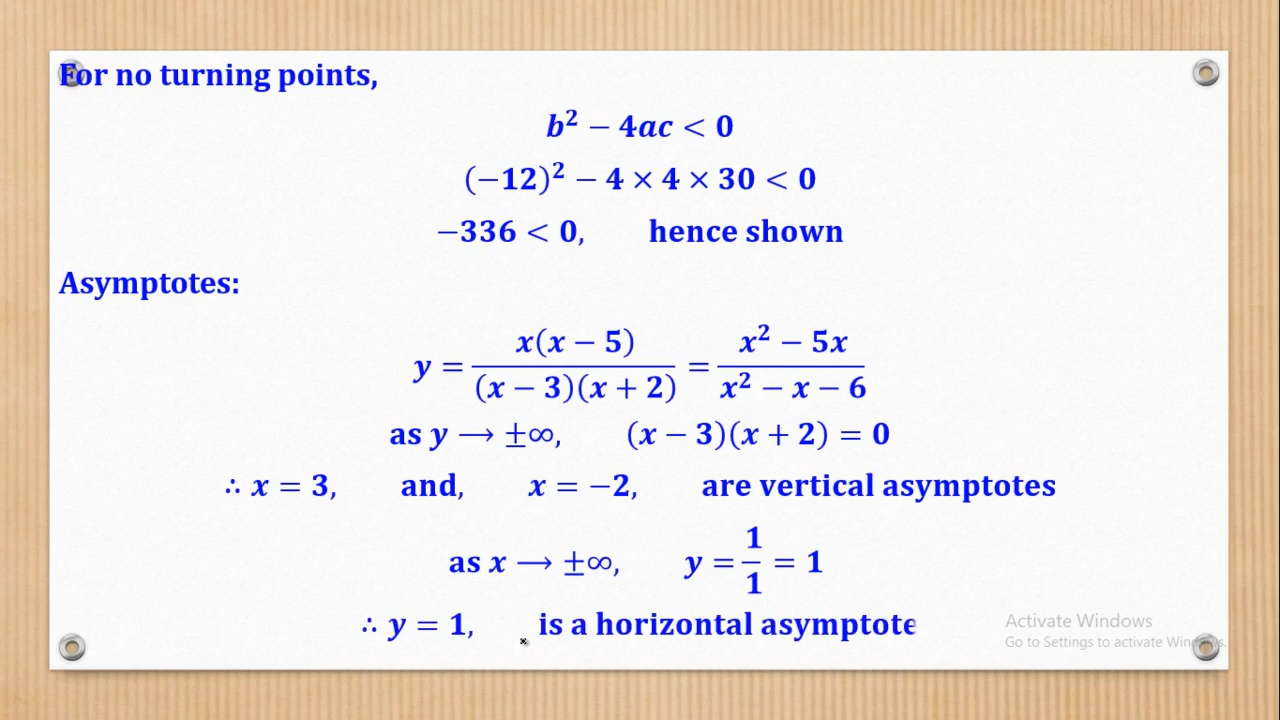 For no turning points,
b² − 4ac < 0
(−12)² − 4 × 4 × 30 < 0
−336 < 0, hence shown
Asymptotes:
y = x(x − 5)/(x − 3)(x + 2) = x² − 5x/x² − x − 6
as y ⟶ ±∞, (x − 3)(x + 2) = 0
∴ x = 3, and, x = −2, are vertical asymptotes
as x ⟶ ±∞, y = 1/1 = 1
∴ y = 1, is a horizontal asymptote
Activate Windows
Go to Settings to activate Windows.